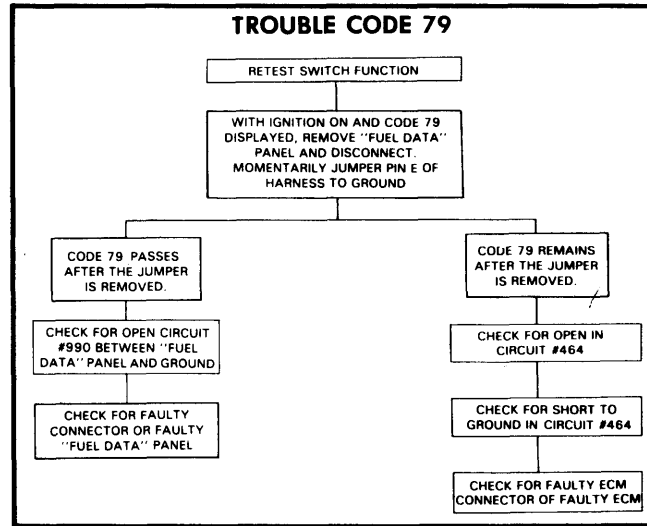 TROUBLE CODE 79
RETEST SWITCH FUNCTION
WITH IGNITION ON AND CODE 79
DISPLAYED, REMOVE "FUEL DATA"
PANEL AND DISCONNECT.
MOMENTARILY JUMPER PIN E OF
HARNESS TO GROUND
CODE 79 PASSES
AFTER THE JUMPER
IS REMOVED.
CHECK FOR OPEN CIRCUIT
#990 BETWEEN "FUEL
DATA" PANEL AND GROUND
CHECK FOR FAULTY
CONNECTOR OR FAULTY
"FUEL DATA" PANEL
CODE 79 REMAINS
AFTER THE JUMPER
IS REMOVED.
CHECK FOR OPEN IN
CIRCUIT #464
CHECK FOR SHORT TO
GROUND IN CIRCUIT #464
CHECK FOR FAULTY ECM
CONNECTOR OF FAULTY ECM